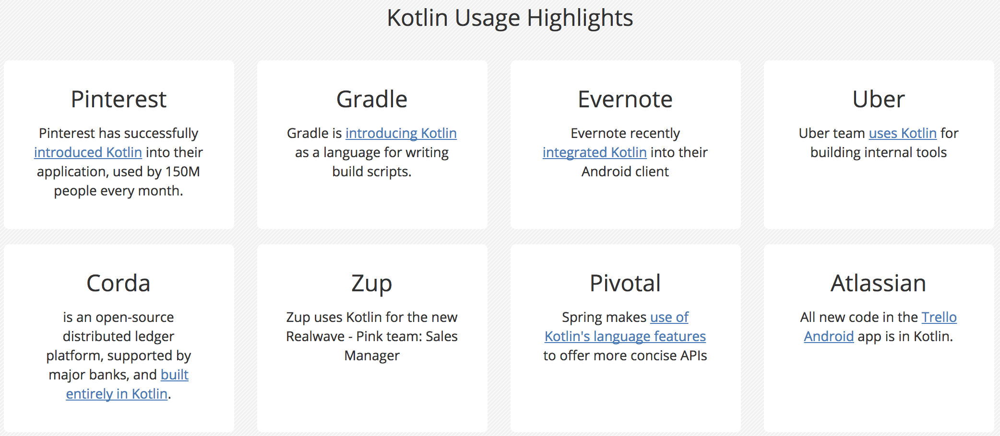 Kotlin Usage Highlights
Pinterest
Pinterest has successfully
introduced Kotlin into their
application, used by 150M
people every month.
Gradle
Gradle is introducing Kotlin
as a language for writing
build scripts.
Evernote
Evernote recently
integrated Kotlin into their
Android client
Uber
Uber team uses Kotlin for
building internal tools
Corda
is an open-source
distributed ledger
platform, supported by
major banks, and built
entirely in Kotlin.
Zup
Zup uses Kotlin for the new
Realwave - Pink team: Sales
Manager
Pivotal
Spring makes use of
Kotlin's language features
to offer more concise APIs
Atlassian
All new code in the Trello
Android app is in Kotlin.